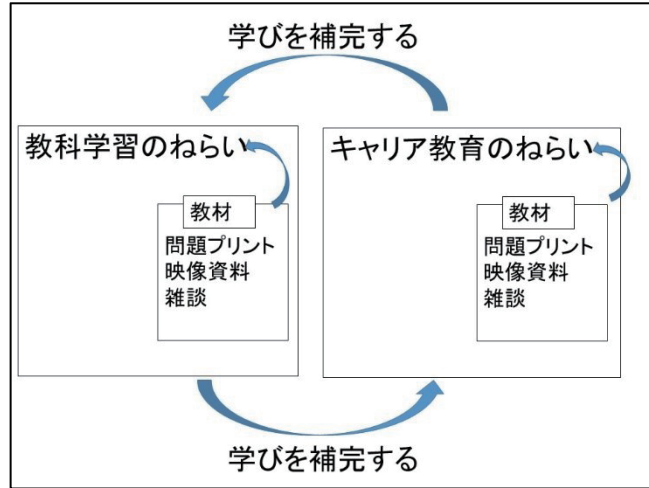 学びを補完する
教科学習のねらい
教材
問題プリント
映像資料
雑談
キャリア教育のねらい
教材
問題プリント
映像資料
雑談
学びを補完する